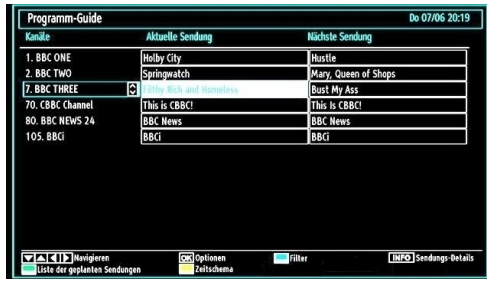 Programm-Guide Do 07/06 20:19
Kanäle Aktuelle Sendung Nächste Sendung
1. BBC ONE Holby City Hustle
2. BBC TWO Springwatch Mary, Queen of Shops
7. BBC THREE Filthy Rich and Homeless Bust My Ass
70. CBBC Channel This is CBBC! This Is CBBC!
80. BBC NEWS 24 BBC News BBC News
105. BBCi BBCi BBCi
Navigieren OK Optionen Filter INFO Sendungs-Details
Liste der geplanten Sendungen Zeitschema